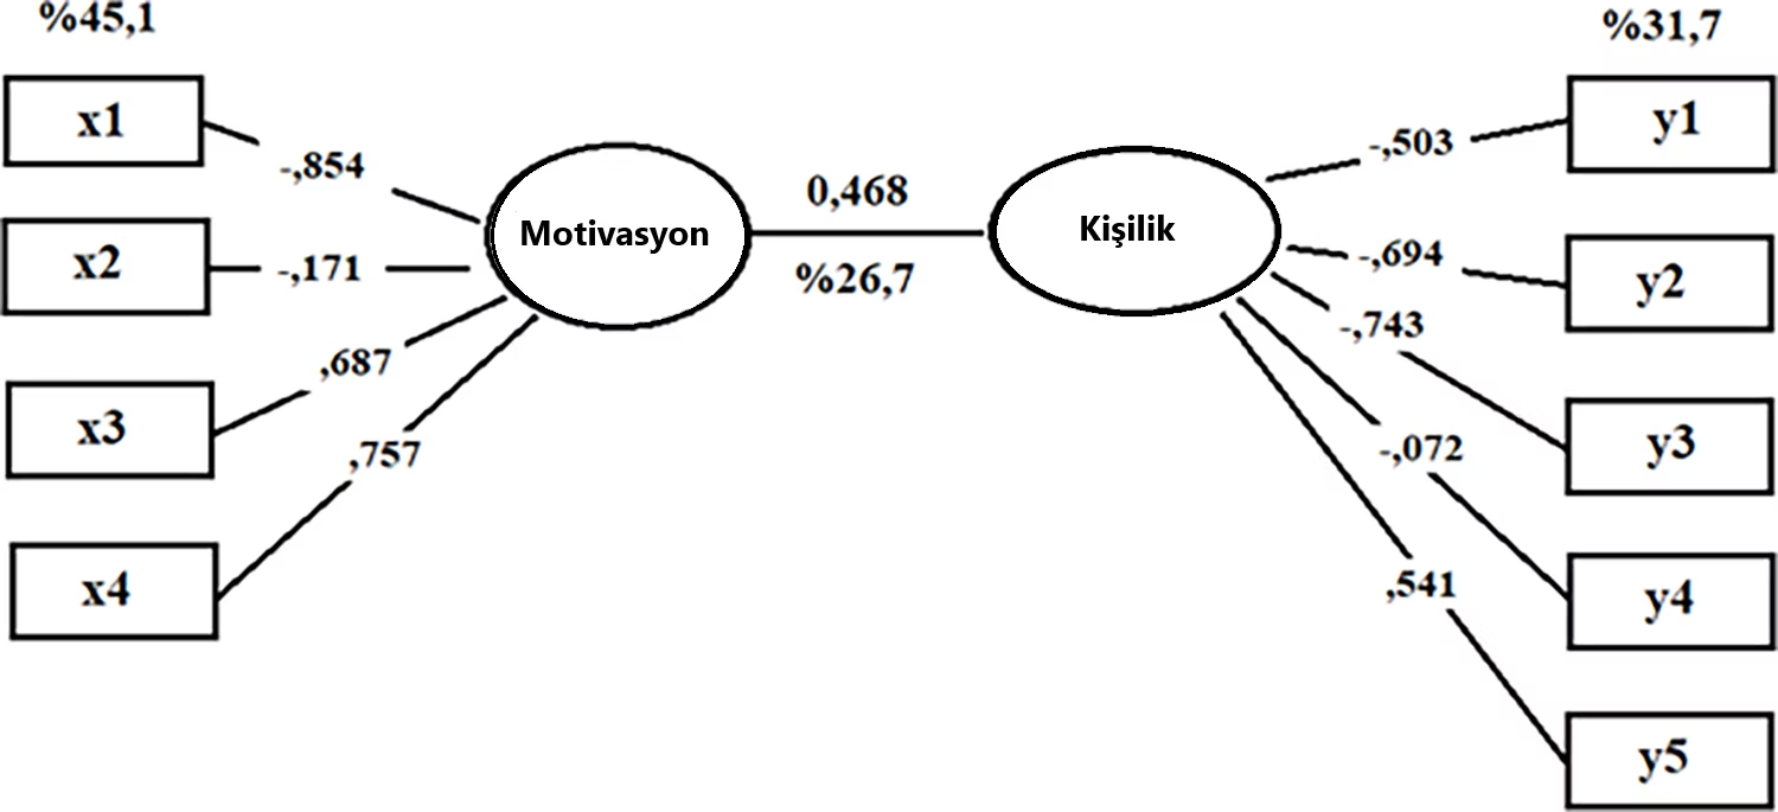 %45,1
x1
-,854
x2
-,171
x3
,687
x4
,757
Motivasyon
0,468
%26,7
Kişilik
%31,7
-,503
y1
-,694
y2
-,743
y3
-,072
y4
,541
y5